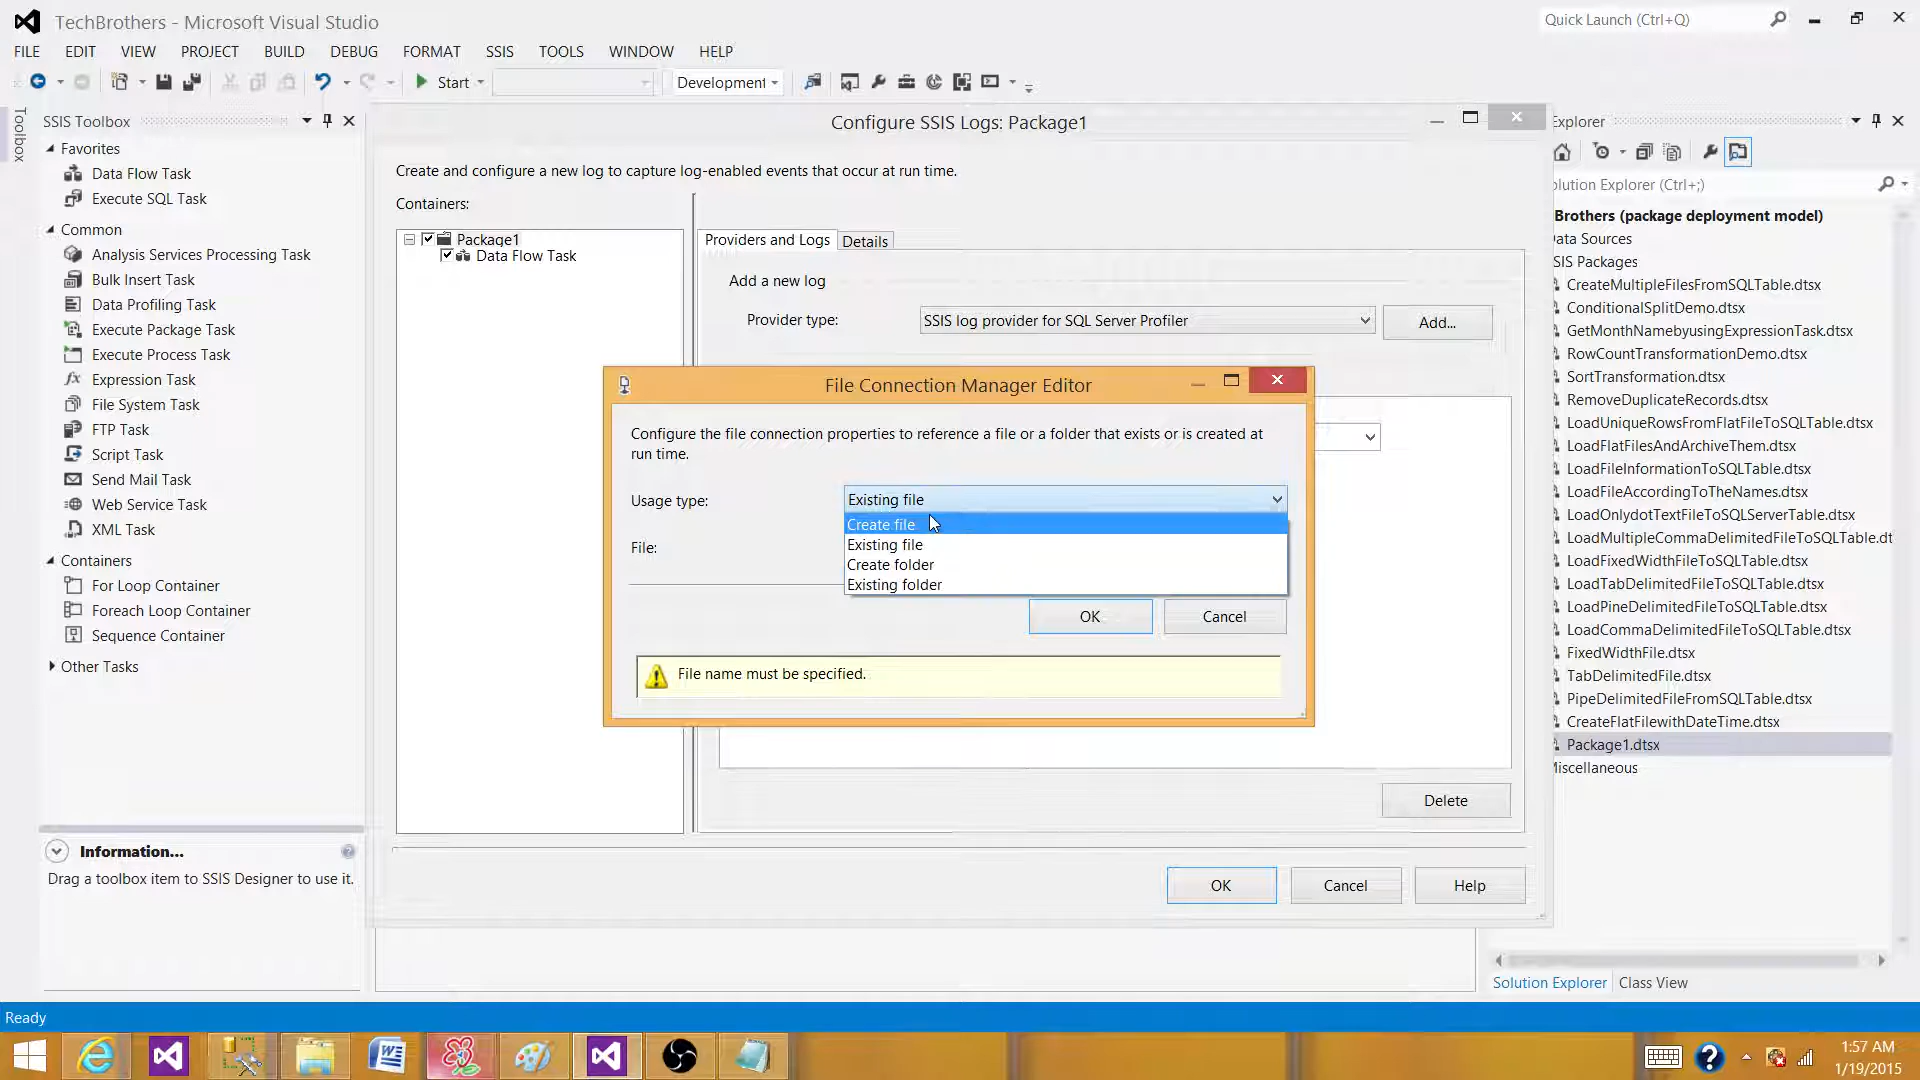 TechBrothers - Microsoft Visual Studio
Quick Launch (Ctrl+Q)
FILE EDIT VIEW PROJECT BUILD DEBUG FORMAT SSIS TOOLS WINDOW HELP
Start
Development
Toolbox
SSIS Toolbox
Favorites
Data Flow Task
Execute SQL Task
Common
Analysis Services Processing Task
Bulk Insert Task
Data Profiling Task
Execute Package Task
Execute Process Task
Expression Task
File System Task
FTP Task
Script Task
Send Mail Task
Web Service Task
XML Task
Containers
For Loop Container
Foreach Loop Container
Sequence Container
Other Tasks
Information...
Drag a toolbox item to SSIS Designer to use it.
Configure SSIS Logs: Package1
Create and configure a new log to capture log-enabled events that occur at run time.
Containers:
Package1
Data Flow Task
Providers and Logs
Details
Add a new log
Provider type:
SSIS log provider for SQL Server Profiler
Add...
File Connection Manager Editor
Configure the file connection properties to reference a file or a folder that exists or is created at
run time.
Usage type:
Existing file
Create file
Existing file
Create folder
Existing folder
File:
OK
Cancel
File name must be specified.
Delete
OK
Cancel
Help
Explorer
olution Explorer (Ctrl+;)
Brothers (package deployment model)
ata Sources
SIS Packages
CreateMultipleFilesFromSQLTable.dtsx
ConditionalSplitDemo.dtsx
GetMonthNamebyusingExpressionTask.dtsx
RowCountTransformationDemo.dtsx
SortTransformation.dtsx
RemoveDuplicateRecords.dtsx
LoadUniqueRowsFromFlatFileToSQLTable.dtsx
LoadFlatFilesAndArchiveThem.dtsx
LoadFileInformationToSQLTable.dtsx
LoadFileAccordingToTheNames.dtsx
LoadOnlydotTextFileToSQLServerTable.dtsx
LoadMultipleCommaDelimitedFileToSQLTable.dt
LoadFixedWidthFileToSQLTable.dtsx
LoadTabDelimitedFileToSQLTable.dtsx
LoadPineDelimitedFileToSQLTable.dtsx
LoadCommaDelimitedFileToSQLTable.dtsx
FixedWidthFile.dtsx
TabDelimitedFile.dtsx
PipeDelimitedFileFromSQLTable.dtsx
CreateFlatFilewithDateTime.dtsx
Package1.dtsx
Miscellaneous
Solution Explorer
Class View
Ready
1:57 AM
1/19/2015